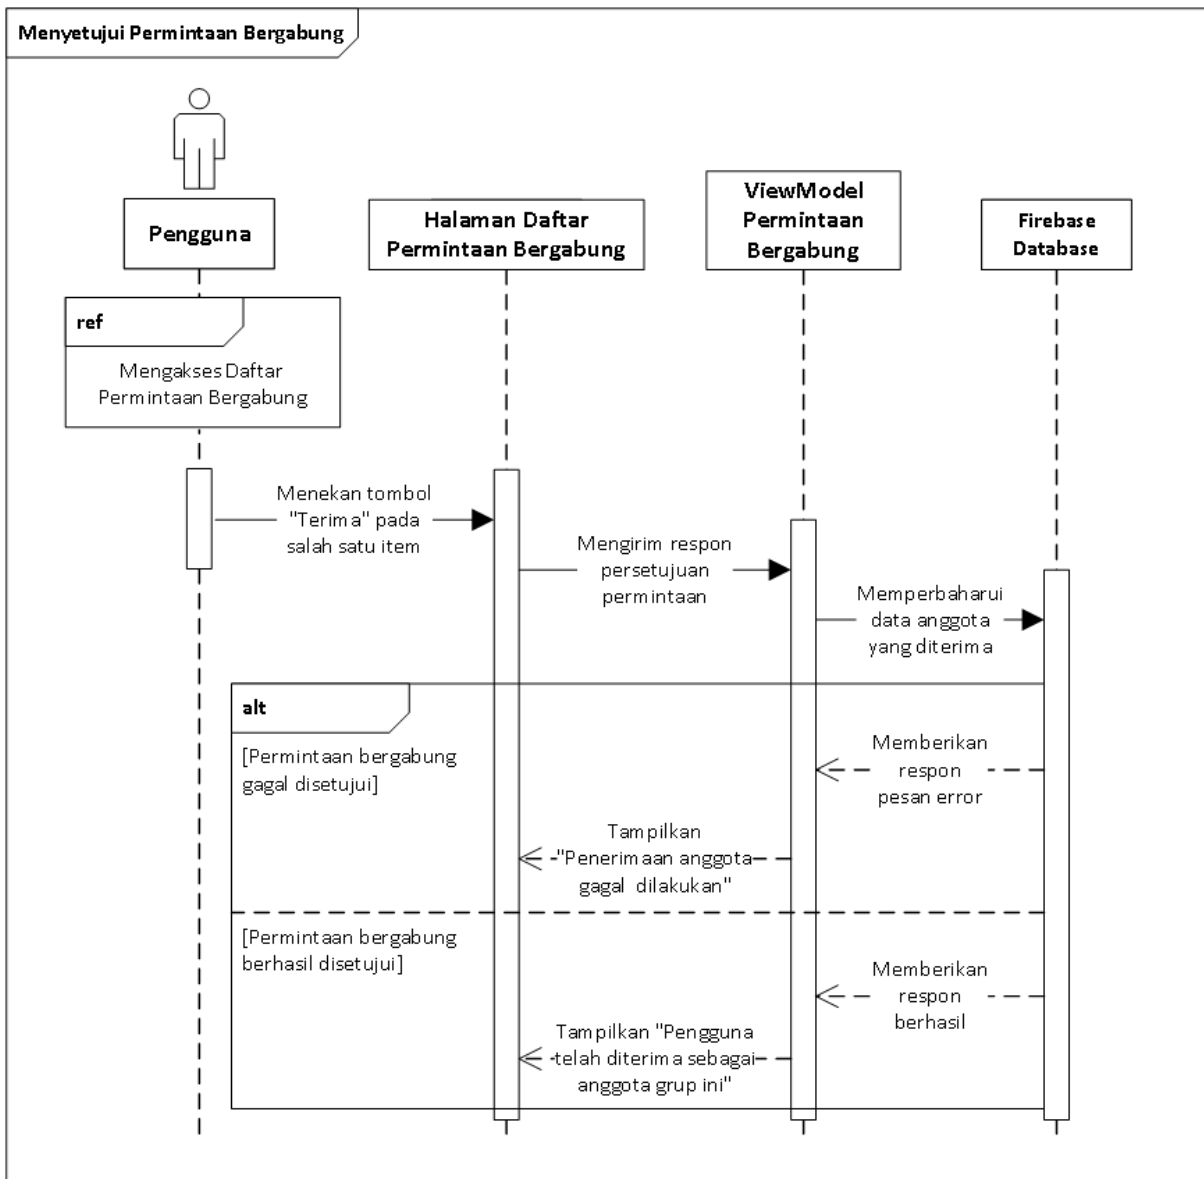 Menyetujui Permintaan Bergabung
Pengguna
Halaman Daftar
Permintaan Bergabung
ViewModel
Permintaan
Bergabung
Firebase
Database
ref
Mengakses Daftar
Permintaan Bergabung
Menekan tombol
"Terima" pada
salah satu item
Mengirim respon
persetujuan
permintaan
Memperbaharui
data anggota
yang diterima
alt
[Permintaan bergabung
gagal disetujui]
Memberikan
respon
pesan error
Tampilkan
"Penerimaan anggota
gagal dilakukan"
[Permintaan bergabung
berhasil disetujui]
Memberikan
respon
berhasil
Tampilkan "Pengguna
telah diterima sebagai
anggota grup ini"